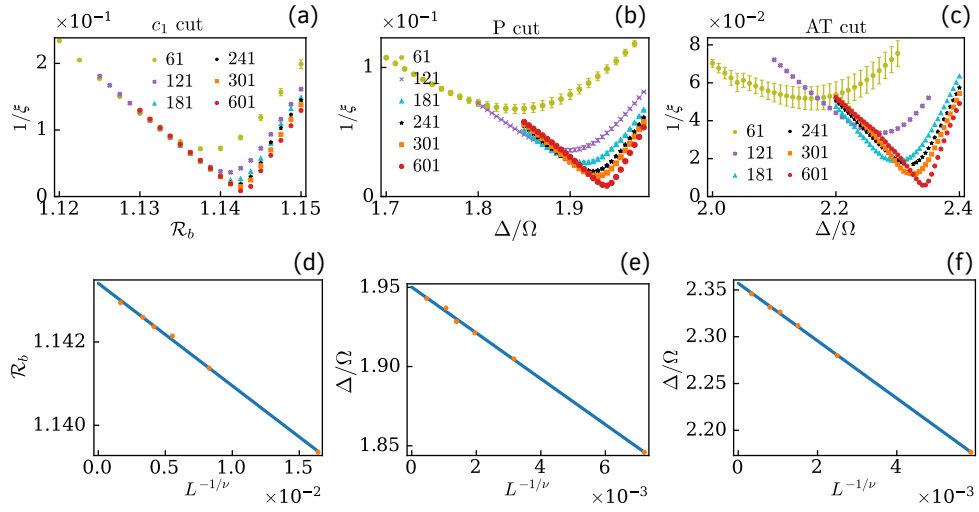 ×10⁻¹ c₁ cut (a)
2
1
0
1/ξ
61
121
181
241
301
601
1.12 1.13 1.14 1.15
ℛ_b
×10⁻¹ P cut (b)
1
0
1/ξ
61
121
181
241
301
601
1.7 1.9
Δ/Ω
×10⁻² AT cut (c)
8
6
4
2
0
1/ξ
61
121
181
241
301
601
2.0 2.2 2.4
Δ/Ω
(d)
1.142
1.140
ℛ_b
0.0 0.5 1.0 1.5
L^{-1/ν} ×10⁻²
(e)
1.95
1.90
1.85
Δ/Ω
0 2 4 6
L^{-1/ν} ×10⁻³
(f)
2.35
2.30
2.25
2.20
Δ/Ω
0 2 4
L^{-1/ν} ×10⁻³